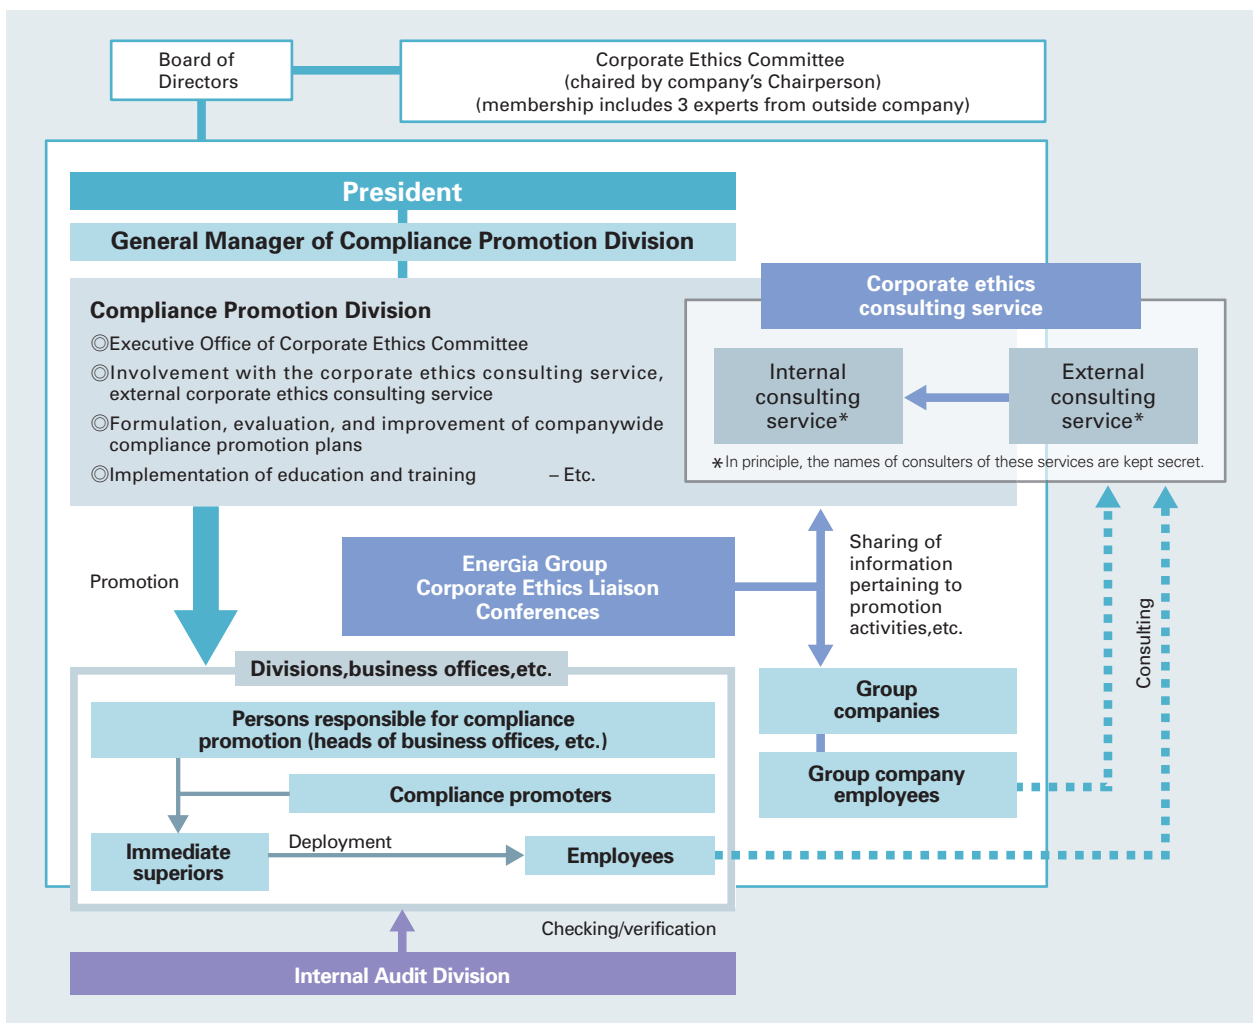 Board of
Directors
Corporate Ethics Committee
(chaired by company's Chairperson)
(membership includes 3 experts from outside company)
President
General Manager of Compliance Promotion Division
Compliance Promotion Division
◎Executive Office of Corporate Ethics Committee
◎Involvement with the corporate ethics consulting service,
external corporate ethics consulting service
◎Formulation, evaluation, and improvement of companywide
compliance promotion plans
◎Implementation of education and training – Etc.
Corporate ethics
consulting service
Internal
consulting
service*
External
consulting
service*
*In principle, the names of consulters of these services are kept secret.
Promotion
EnerGia Group
Corporate Ethics Liaison
Conferences
Sharing of
information
pertaining to
promotion
activities,etc.
Consulting
Divisions,business offices,etc.
Persons responsible for compliance
promotion (heads of business offices, etc.)
Compliance promoters
Immediate
superiors
Deployment
Employees
Group
companies
Group company
employees
Checking/verification
Internal Audit Division